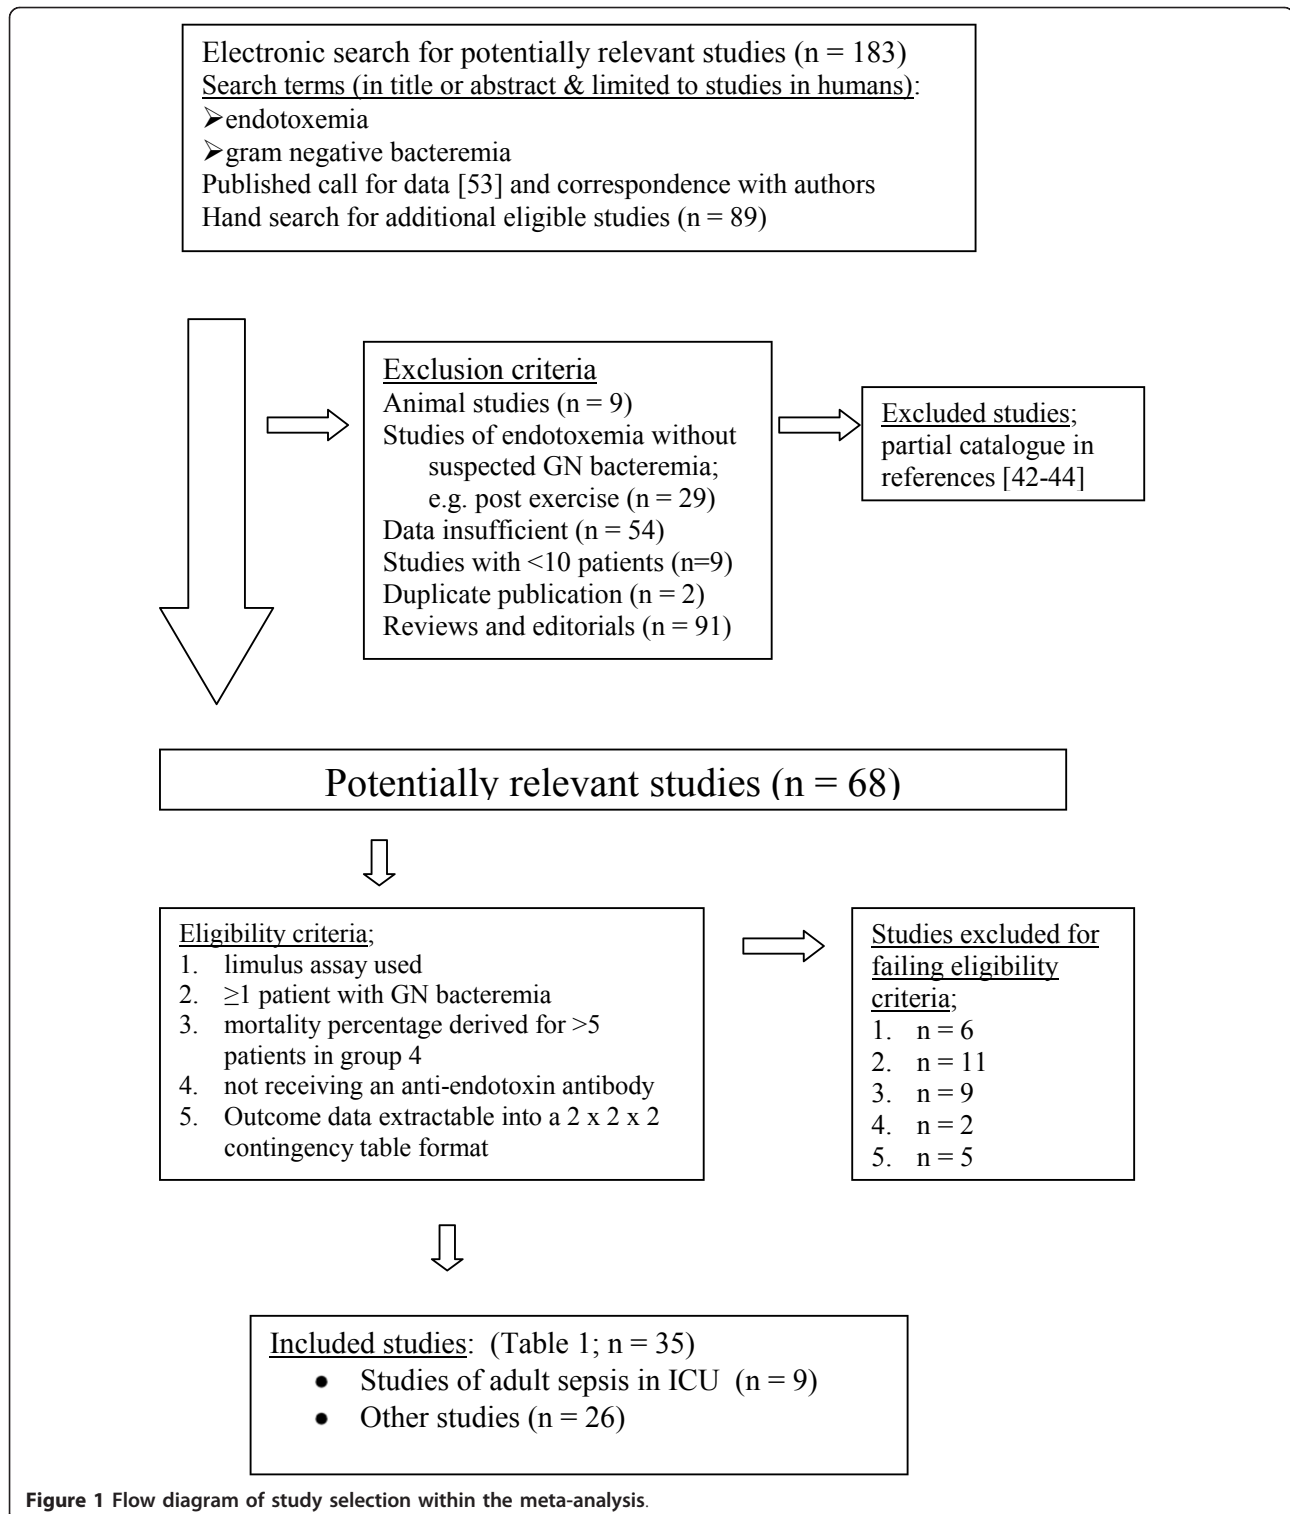 Electronic search for potentially relevant studies (n = 183)
Search terms (in title or abstract & limited to studies in humans):
➢endotoxemia
➢gram negative bacteremia
Published call for data [53] and correspondence with authors
Hand search for additional eligible studies (n = 89)
Exclusion criteria
Animal studies (n = 9)
Studies of endotoxemia without
suspected GN bacteremia;
e.g. post exercise (n = 29)
Data insufficient (n = 54)
Studies with <10 patients (n=9)
Duplicate publication (n = 2)
Reviews and editorials (n = 91)
Excluded studies;
partial catalogue in
references [42-44]
Potentially relevant studies (n = 68)
Eligibility criteria;
1. limulus assay used
2. ≥1 patient with GN bacteremia
3. mortality percentage derived for >5
patients in group 4
4. not receiving an anti-endotoxin antibody
5. Outcome data extractable into a 2 x 2 x 2
contingency table format
Studies excluded for
failing eligibility
criteria;
1. n = 6
2. n = 11
3. n = 9
4. n = 2
5. n = 5
Included studies: (Table 1; n = 35)
● Studies of adult sepsis in ICU (n = 9)
● Other studies (n = 26)
Figure 1 Flow diagram of study selection within the meta-analysis.